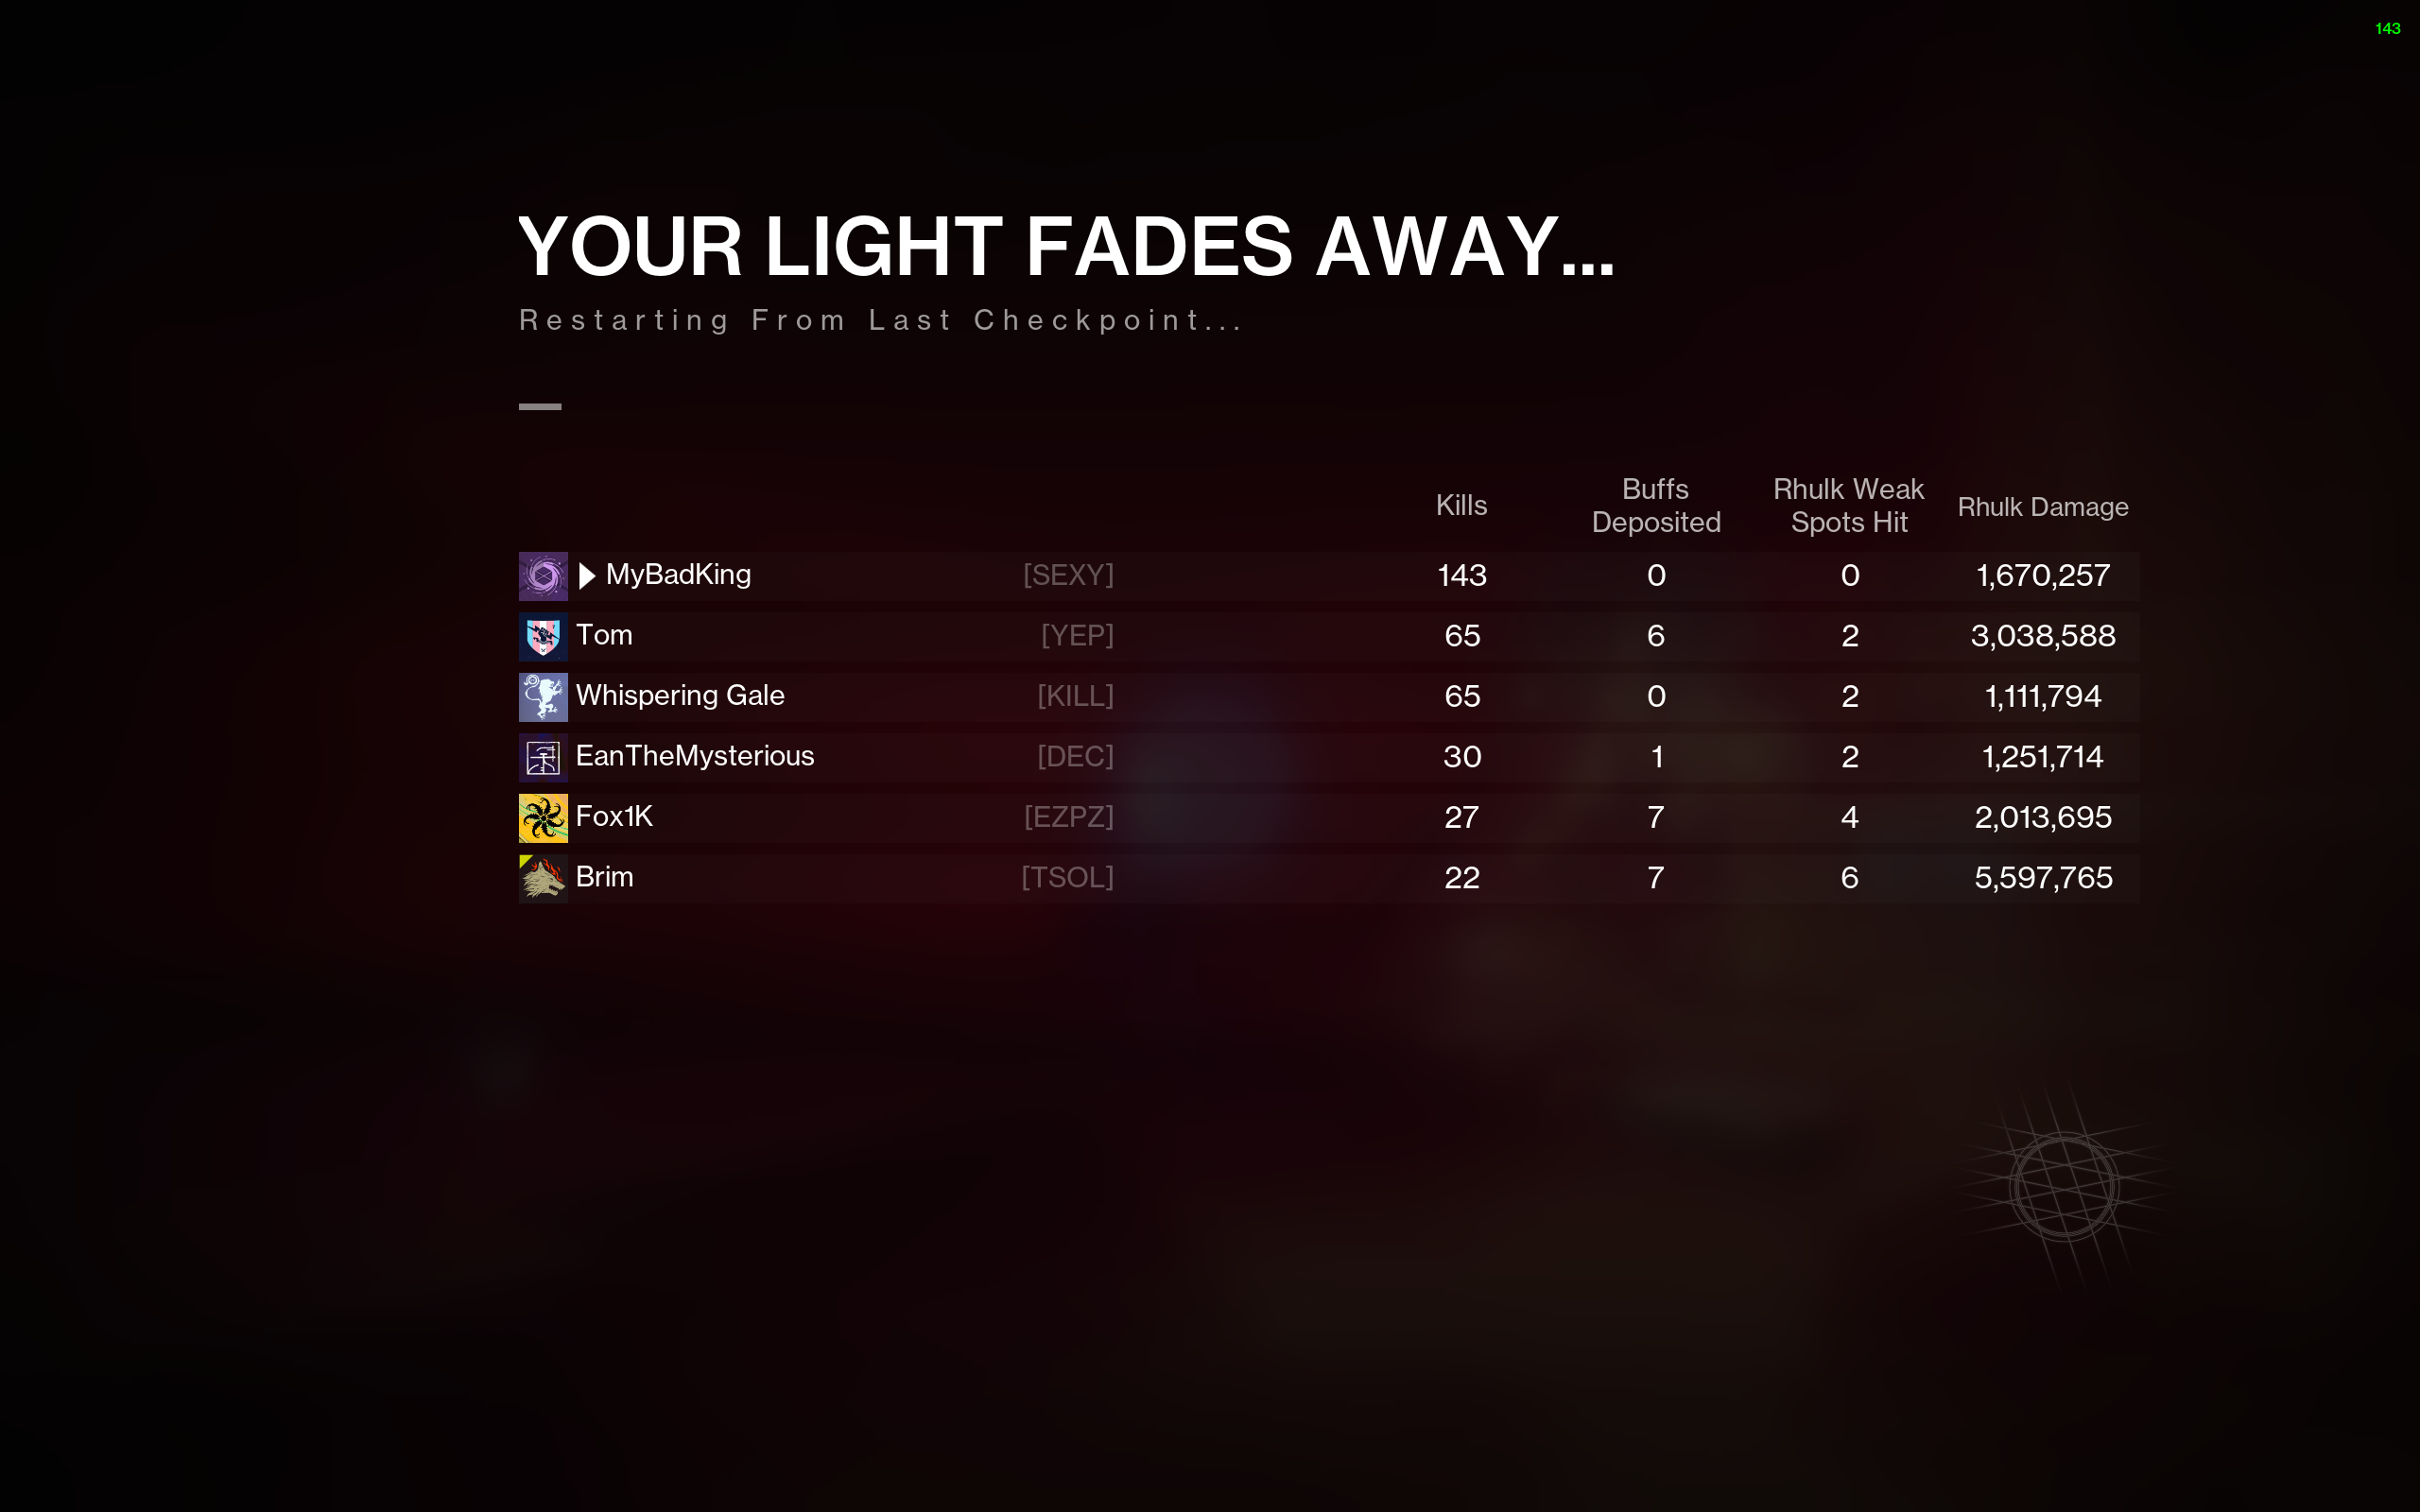 143
YOUR LIGHT FADES AWAY...
Restarting From Last Checkpoint...
Kills Buffs Deposited Rhulk Weak Spots Hit Rhulk Damage
MyBadKing [SEXY] 143 0 0 1,670,257
Tom [YEP] 65 6 2 3,038,588
Whispering Gale [KILL] 65 0 2 1,111,794
EanTheMysterious [DEC] 30 1 2 1,251,714
Fox1K [EZPZ] 27 7 4 2,013,695
Brim [TSOL] 22 7 6 5,597,765